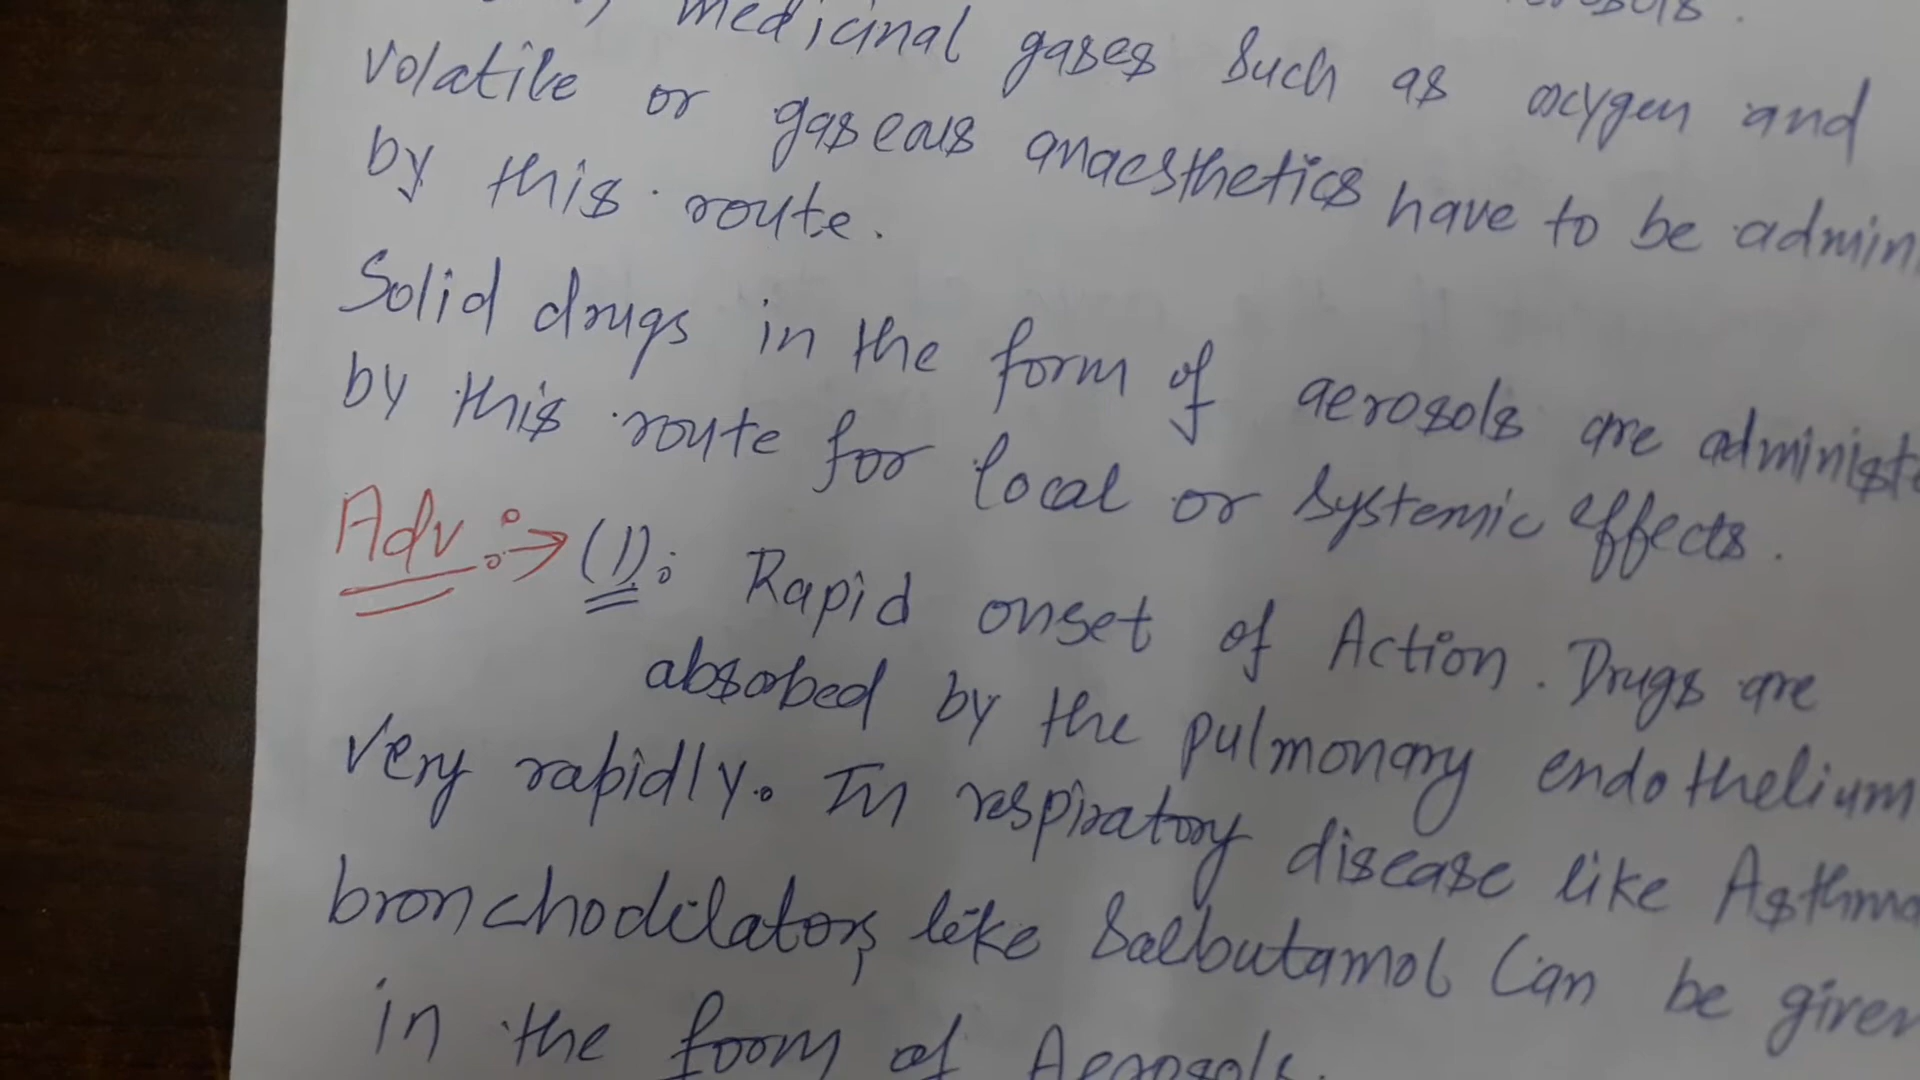 medicinal gases such as oxygen and
volatile or gaseous anaesthetics have to be admin
by this route.
Solid drugs in the form of aerosols are administe
by this route for local or systemic effects.
Adv :→ (1): Rapid onset of Action. Drugs are
absorbed by the pulmonary endothelium
very rapidly. In respiratory disease like Asthma
bronchodilators, like Salbutamol Can be given
in the form of Aerosols.